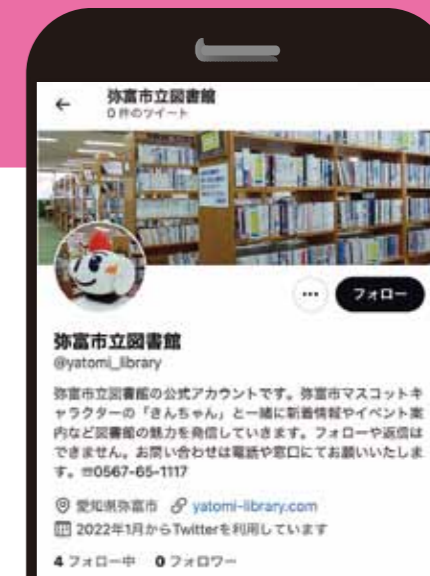 弥富市立図書館
0 件のツイート
フォロー
弥富市立図書館
@yatomi_library
弥富市立図書館の公式アカウントです。弥富市マスコットキ
ャラクターの「きんちゃん」と一緒に新着情報やイベント案
内など図書館の魅力を発信していきます。フォローや返信は
できません。お問い合わせは電話や窓口にてお願いいたしま
す。☎0567-65-1117
愛知県弥富市 yatomi-library.com
2022年1月からTwitterを利用しています
4 フォロー中 0 フォロワー